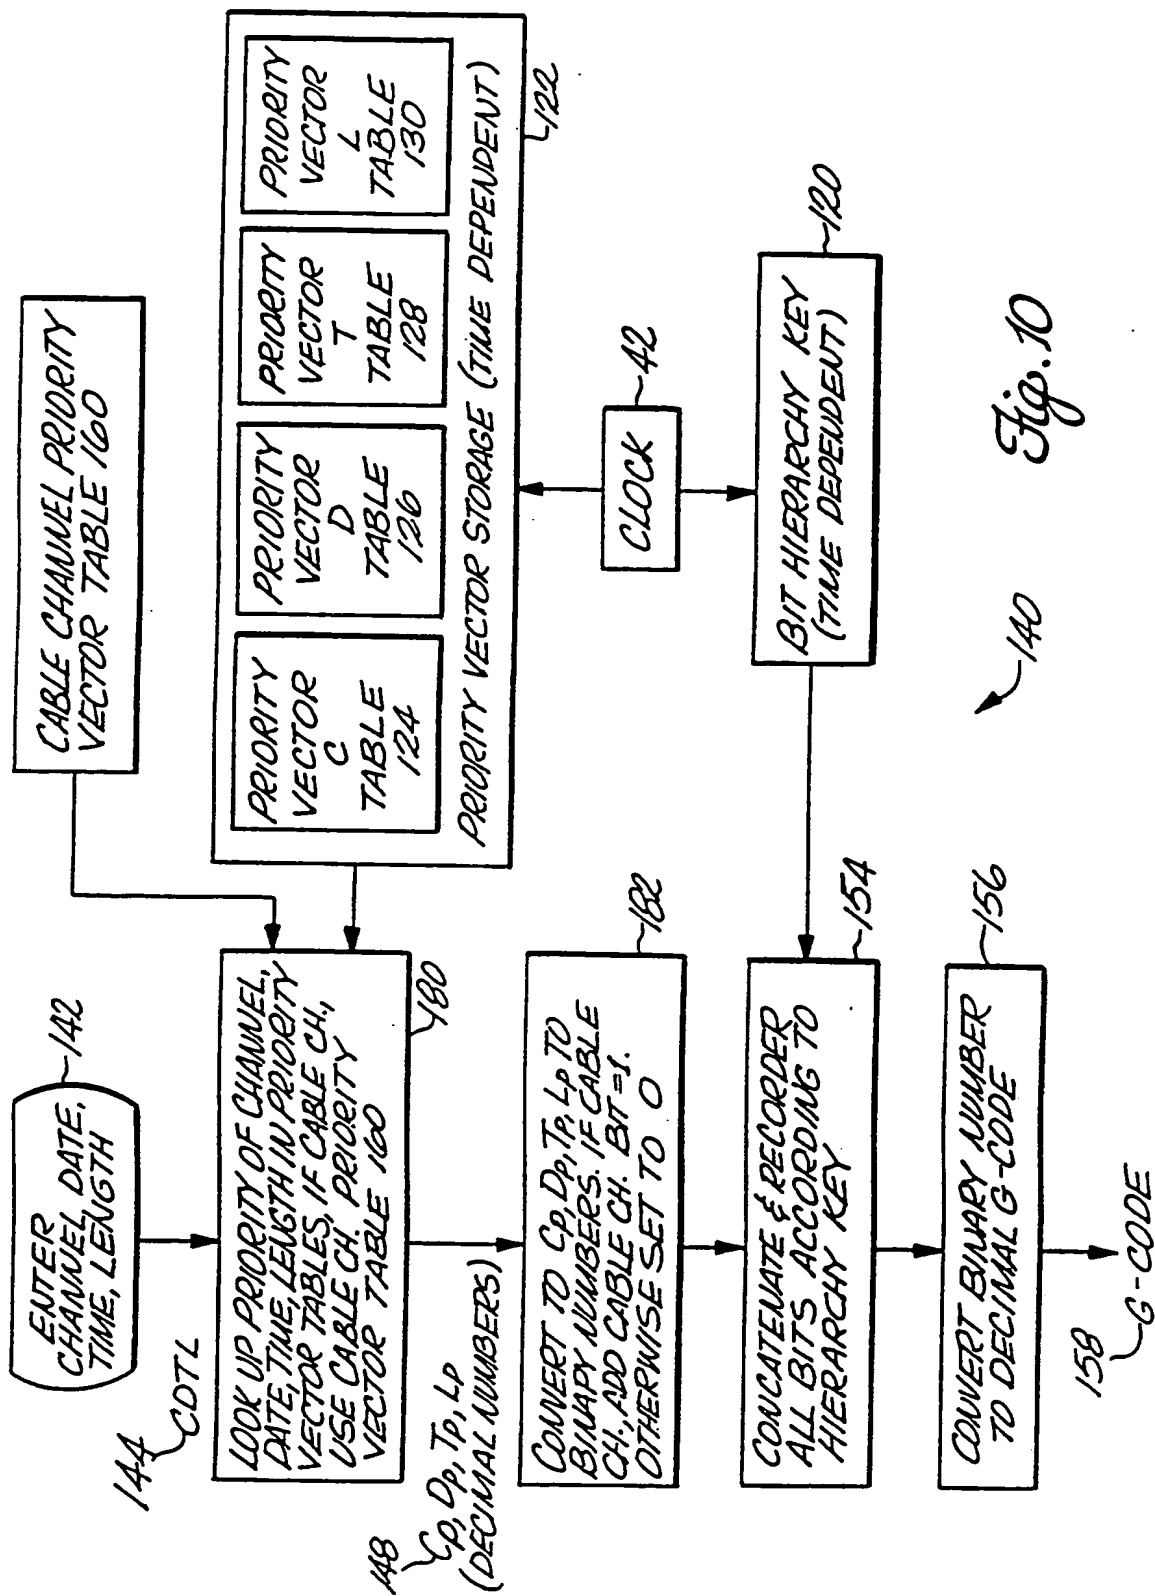 ENTER
CHANNEL, DATE,
TIME, LENGTH
142
144
CDTL
LOOK UP PRIORITY OF CHANNEL,
DATE, TIME, LENGTH IN PRIORITY
VECTOR TABLES, IF CABLE CH.,
USE CABLE CH. PRIORITY
VECTOR TABLE 160
180
148
Cp, Dp, Tp, Lp
(DECIMAL NUMBERS)
CONVERT TO Cp, Dp, Tp, Lp TO
BINAPY NUMBERS. IF CABLE
CH., ADD CABLE CH. BIT = 1.
OTHERWISE SET TO 0
182
CONCATENATE & RECORDER
ALL BITS ACCORDING TO
HIERARCHY KEY
154
CONVERT BINARY NUMBER
TO DECIMAL G-CODE
156
158
G-CODE
CABLE CHANNEL PRIORITY
VECTOR TABLE 160
PRIORITY
VECTOR
C
TABLE
124
PRIORITY
VECTOR
D
TABLE
126
PRIORITY
VECTOR
T
TABLE
128
PRIORITY
VECTOR
L
TABLE
130
PRIORITY VECTOR STORAGE (TIME DEPENDENT)
122
CLOCK
42
BIT HIERARCHY KEY
(TIME DEPENDENT)
120
140
Fig. 10